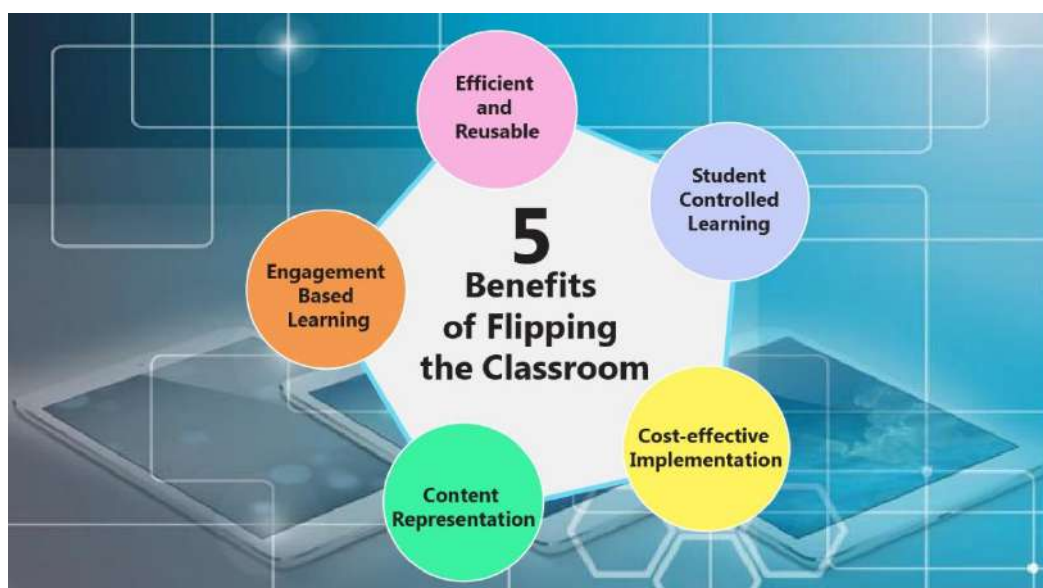 5
Benefits
of Flipping
the Classroom
Efficient
and
Reusable
Student
Controlled
Learning
Cost-effective
Implementation
Content
Representation
Engagement
Based
Learning